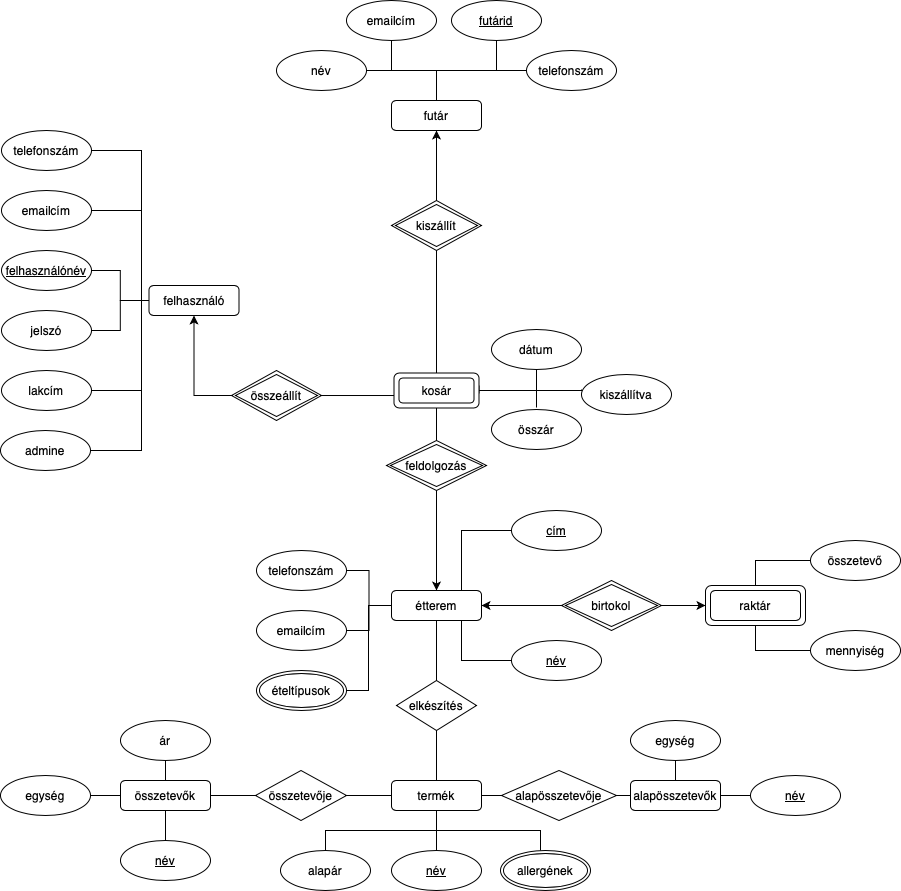 emailcím
futárid
név
telefonszám
futár
telefonszám
emailcím
kiszállít
felhasználónév
felhasználó
jelszó
dátum
lakcím
összeállít
kosár
kiszállítva
admine
összár
feldolgozás
cím
telefonszám
összetevő
étterem
birtokol
raktár
emailcím
név
mennyiség
ételtípusok
elkészítés
ár
egység
egység
összetevők
összetevője
termék
alapösszetevője
alapösszetevők
név
név
alapár
név
allergének